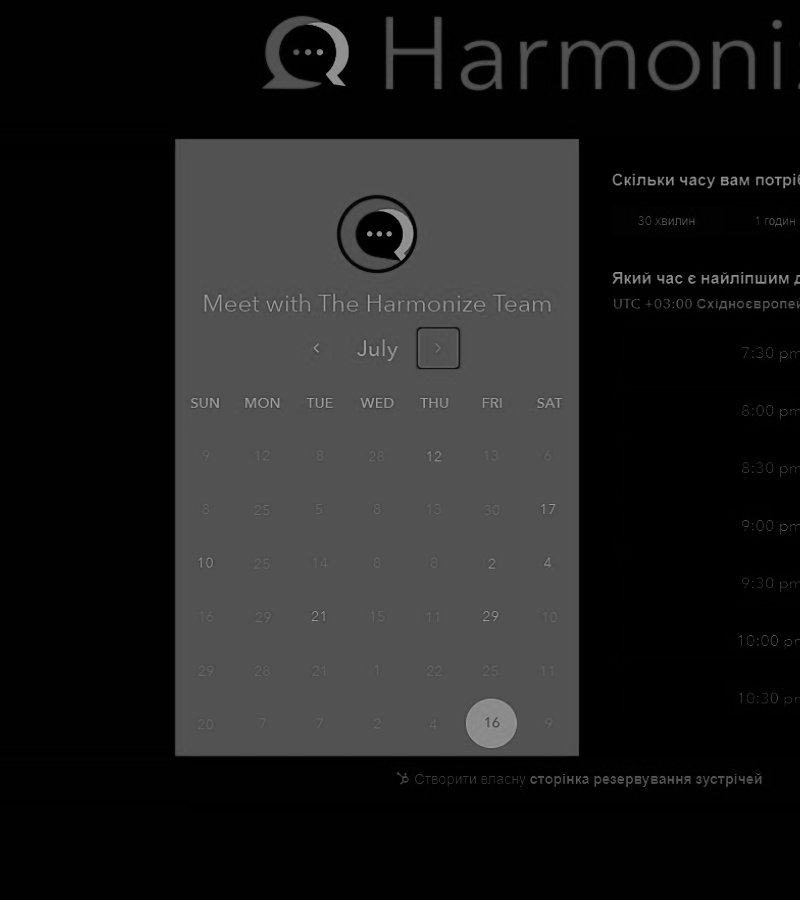 Harmoni
Meet with The Harmonize Team
July
SUN MON TUE WED THU FRI SAT
9 12 8 28 12 13 6
8 25 5 8 13 30 17
10 25 14 8 8 2 4
16 29 21 15 11 29 10
29 28 21 1 22 25 11
20 7 7 2 4 16 9
Скільки часу вам
30 хвилин 1 годин
Який час є найліпшим
UTC +03:00
7:30 pm
8:00 pm
8:30 pm
9:00 pm
9:30 pm
10:00 pm
10:30 pm
Створити власну сторінка резервування зустрічей